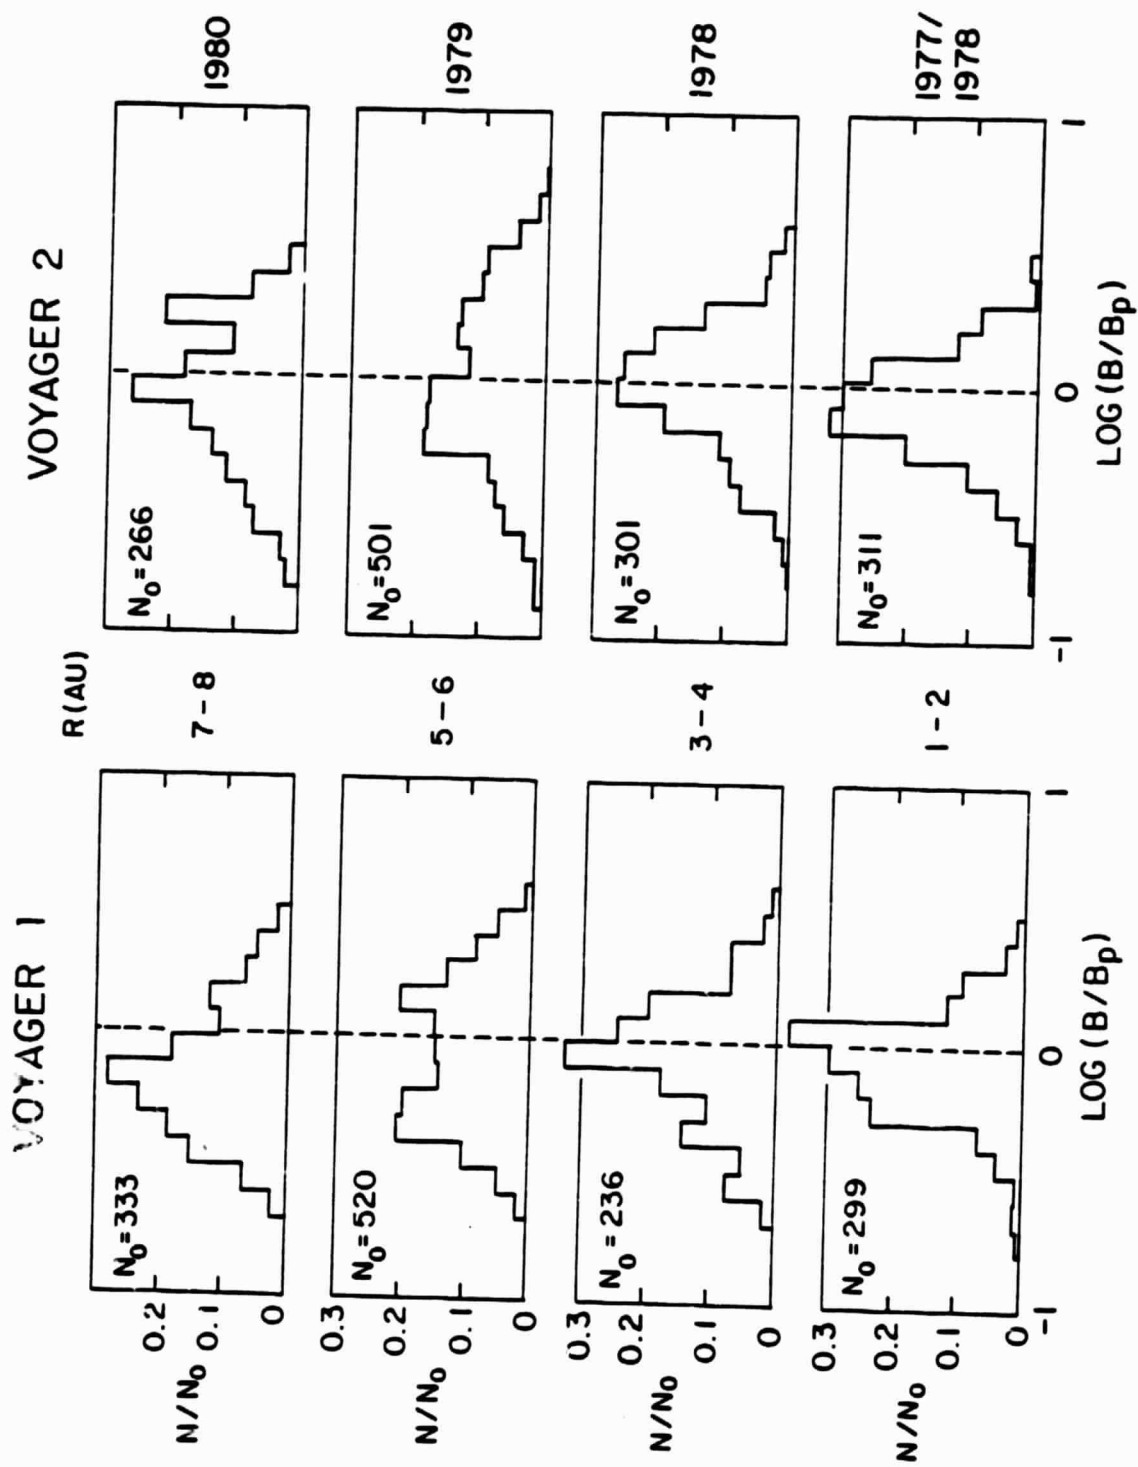 VOYAGER 1
VOYAGER 2
R(AU)
N/N₀
0.2
0.1
0
N₀=333
7-8
N₀=266
1980
N/N₀
0.3
0.2
0.1
0
N₀=520
5-6
N₀=501
1979
N/N₀
0.3
0.2
0.1
0
N₀=236
3-4
N₀=301
1978
N/N₀
0.3
0.2
0.1
0
N₀=299
1-2
N₀=311
1977/
1978
-1
0
1
-1
0
1
LOG(B/Bp)
LOG(B/Bp)